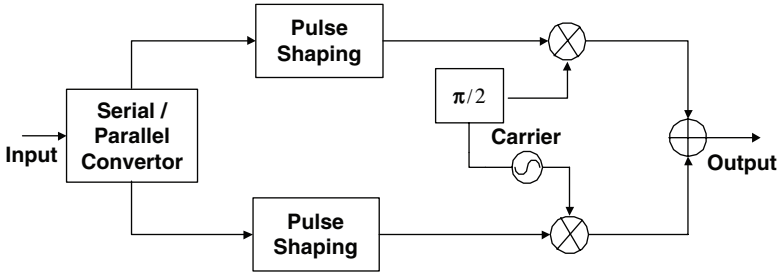 Pulse
Shaping
Serial /
Parallel
Convertor
Input
π/2
Carrier
Output
Pulse
Shaping